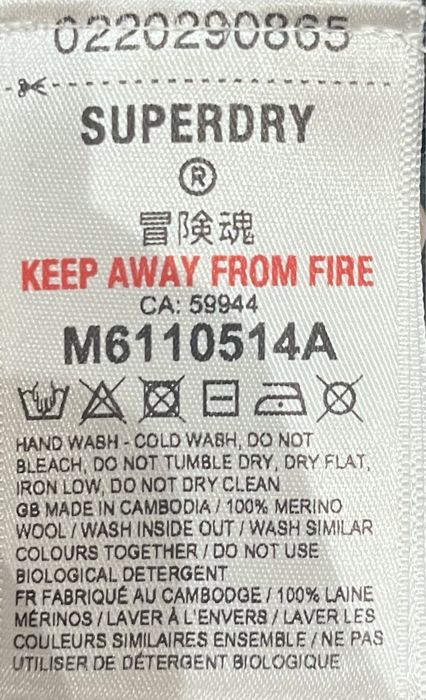 0220290865
SUPERDRY
®
冒険魂
KEEP AWAY FROM FIRE
CA: 59944
M6110514A
HAND WASH - COLD WASH, DO NOT
BLEACH, DO NOT TUMBLE DRY, DRY FLAT,
IRON LOW, DO NOT DRY CLEAN
GB MADE IN CAMBODIA / 100% MERINO
WOOL / WASH INSIDE OUT / WASH SIMILAR
COLOURS TOGETHER / DO NOT USE
BIOLOGICAL DETERGENT
FR FABRIQUÉ AU CAMBODGE / 100% LAINE
MÉRINOS / LAVER À L'ENVERS / LAVER LES
COULEURS SIMILAIRES ENSEMBLE / NE PAS
UTILISER DE DÉTERGENT BIOLOGIQUE